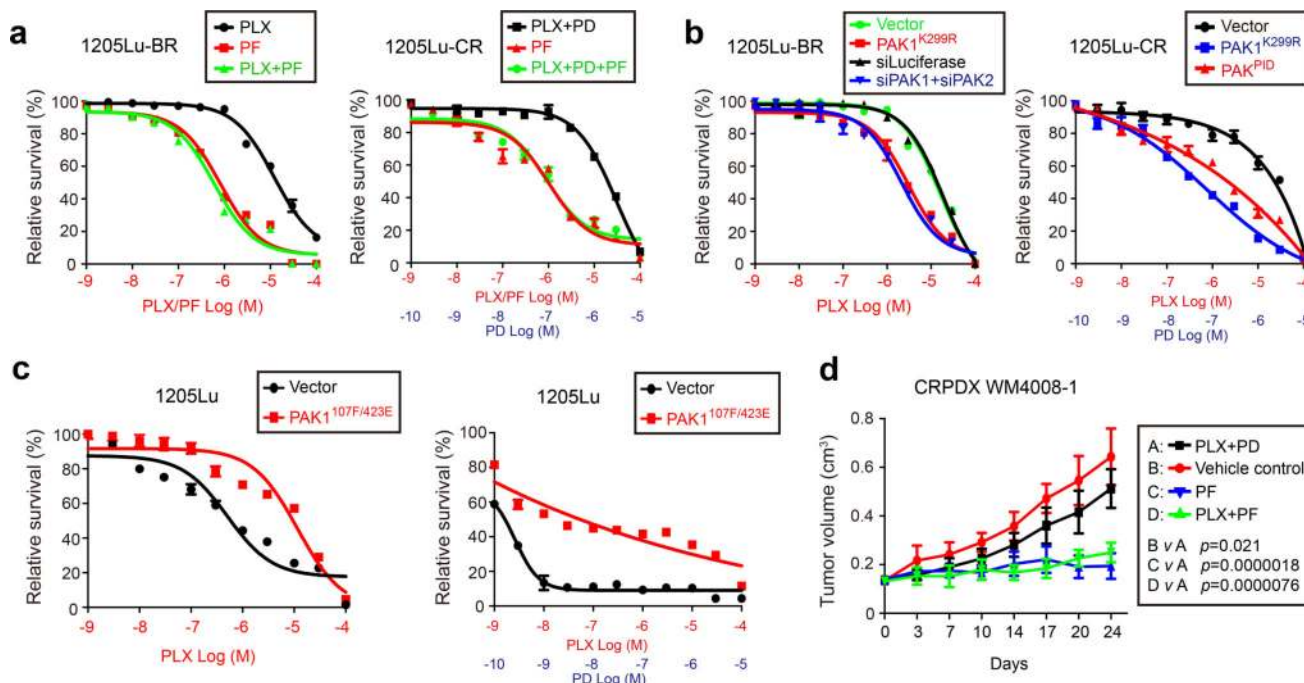 a
1205Lu-BR
PLX
PF
PLX+PF
Relative survival (%)
100
80
60
40
20
0
-9 -8 -7 -6 -5 -4
PLX/PF Log (M)
1205Lu-CR
PLX+PD
PF
PLX+PD+PF
Relative survival (%)
100
80
60
40
20
0
-9 -8 -7 -6 -5 -4
PLX/PF Log (M)
-10 -9 -8 -7 -6 -5
PD Log (M)
b
1205Lu-BR
Vector
PAK1K299R
siLuciferase
siPAK1+siPAK2
Relative survival (%)
100
80
60
40
20
0
-9 -8 -7 -6 -5 -4
PLX Log (M)
1205Lu-CR
Vector
PAK1K299R
PAKPID
Relative survival (%)
100
80
60
40
20
0
-9 -8 -7 -6 -5 -4
PLX Log (M)
-10 -9 -8 -7 -6 -5
PD Log (M)
c
1205Lu
Vector
PAK1107F/423E
Relative survival (%)
100
80
60
40
20
0
-9 -8 -7 -6 -5 -4
PLX Log (M)
1205Lu
Vector
PAK1107F/423E
Relative survival (%)
100
80
60
40
20
0
-9 -8 -7 -6 -5 -4
PLX Log (M)
-10 -9 -8 -7 -6 -5
PD Log (M)
d
CRPDX WM4008-1
Tumor volume (cm3)
0.8
0.6
0.4
0.2
0
0 3 7 10 14 17 20 24
Days
A: PLX+PD
B: Vehicle control
C: PF
D: PLX+PF
B v A p=0.021
C v A p=0.0000018
D v A p=0.0000076